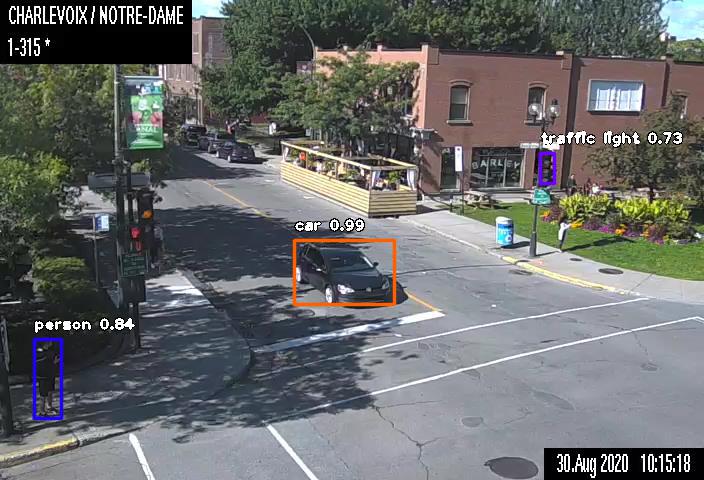 CHARLEVOIX / NOTRE-DAME
1-315 *
traffic light 0.73
CANAL
BARLEY
car 0.99
person 0.84
30.Aug 2020 10:15:18